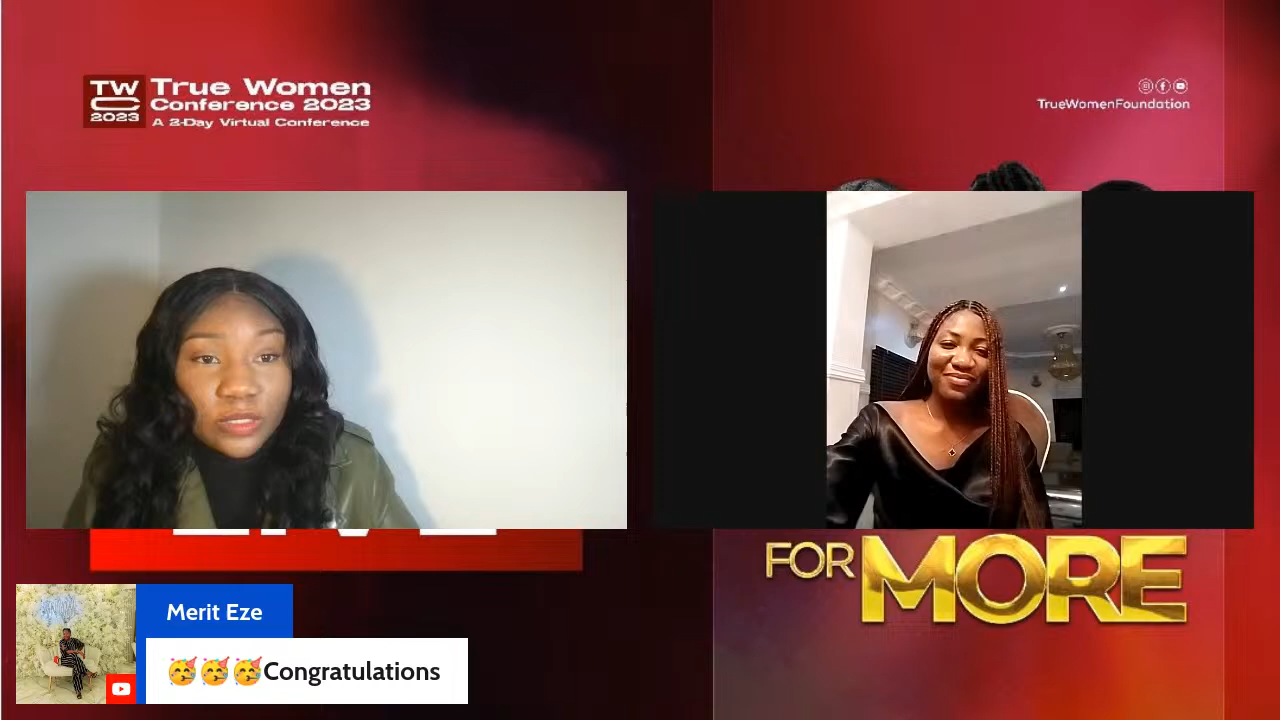 TW
C
2023
True Women
Conference 2023
A 2-Day Virtual Conference
TrueWomenFoundation
FOR MORE
Merit Eze
🥳🥳🥳Congratulations